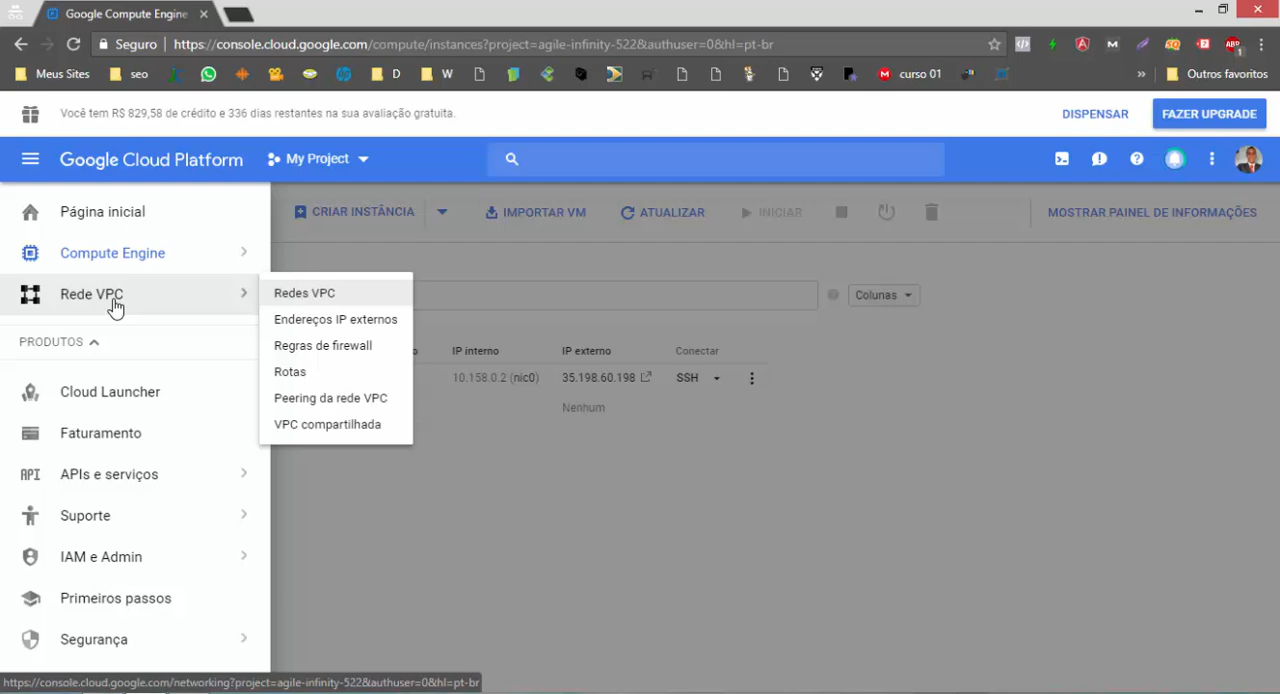 Google Compute Engine
Seguro
https://console.cloud.google.com/compute/instances?project=agile-infinity-522&authuser=0&hl=pt-br
Meus Sites
seo
D
W
curso 01
»
Outros favoritos
Você tem R$ 829,58 de crédito e 336 dias restantes na sua avaliação gratuita.
DISPENSAR
FAZER UPGRADE
Google Cloud Platform
My Project
Página inicial
CRIAR INSTÂNCIA
IMPORTAR VM
ATUALIZAR
INICIAR
MOSTRAR PAINEL DE INFORMAÇÕES
Compute Engine
Rede VPC
Redes VPC
Endereços IP externos
Regras de firewall
Rotas
Peering da rede VPC
VPC compartilhada
Colunas
o
IP interno
IP externo
Conectar
10.158.0.2 (nic0)
35.198.60.198
SSH
Nenhum
PRODUTOS
Cloud Launcher
Faturamento
API
APIs e serviços
Suporte
IAM e Admin
Primeiros passos
Segurança
https://console.cloud.google.com/networking?project=agile-infinity-522&authuser=0&hl=pt-br